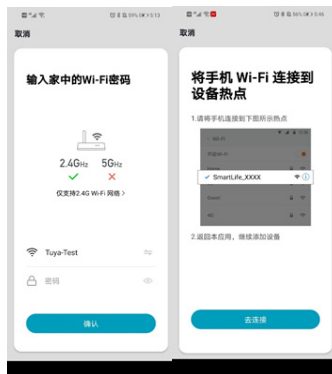 取消
输入家中的Wi-Fi密码
2.4GHz 5GHz
仅支持2.4G Wi-Fi 网络 >
Tuya-Test
密码
确认
取消
将手机 Wi-Fi 连接到
设备热点
1.请将手机连接到下图所示热点
SmartLife_XXXX
2.返回本应用，继续添加设备
去连接